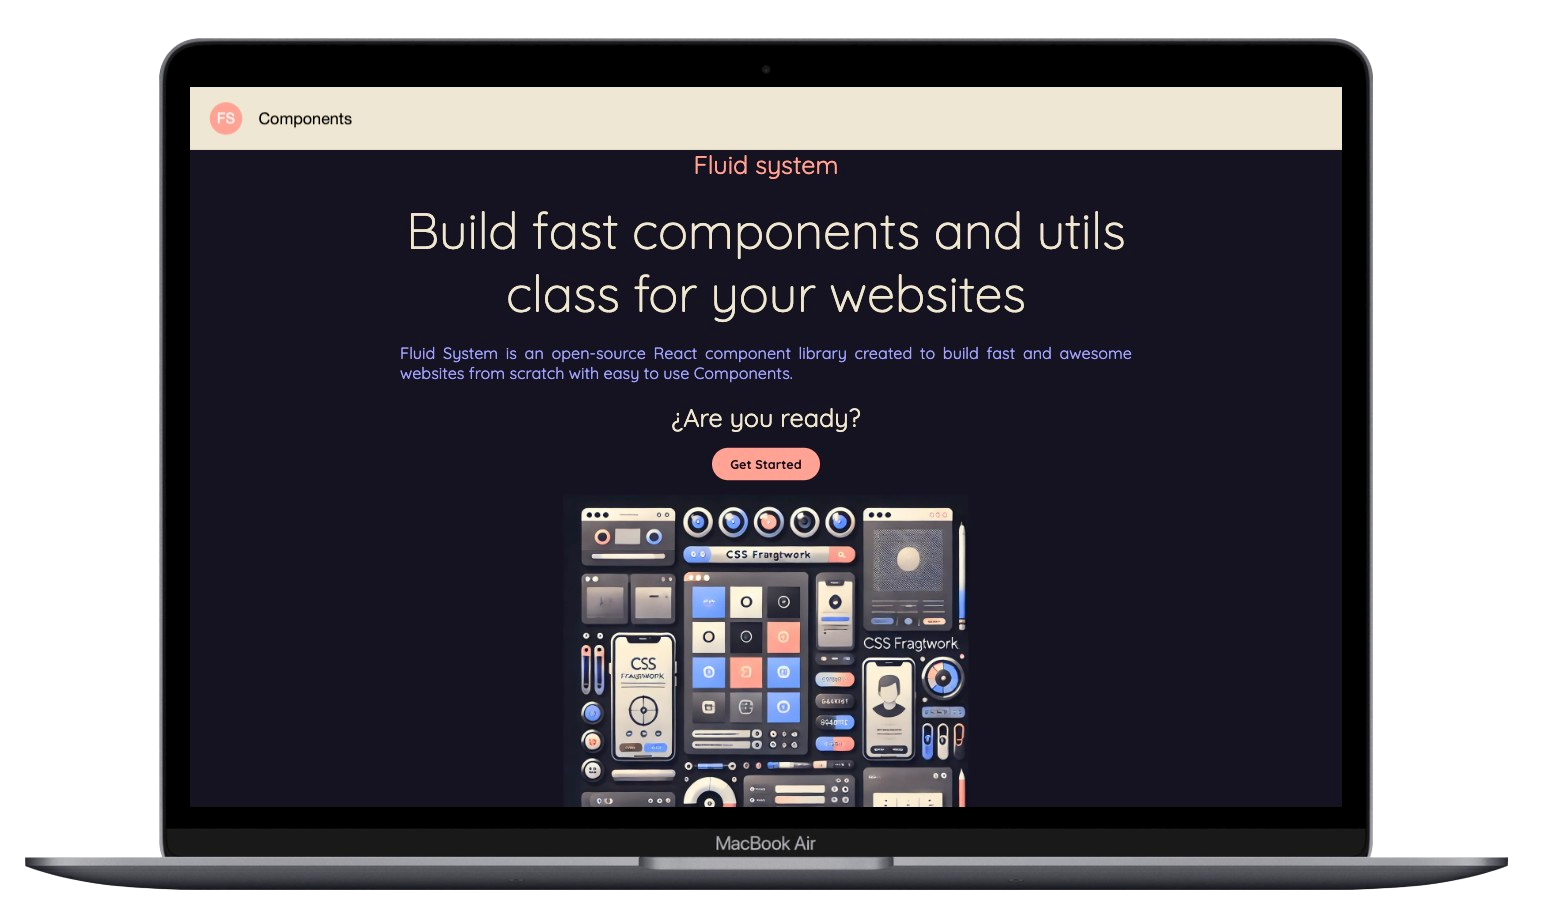 FS
Components
Fluid system
Build fast components and utils
class for your websites
Fluid System is an open-source React component library created to build fast and awesome
websites from scratch with easy to use Components.
¿Are you ready?
Get Started
CSS Fragtwork
CSS Fragtwork
CSS
MacBook Air